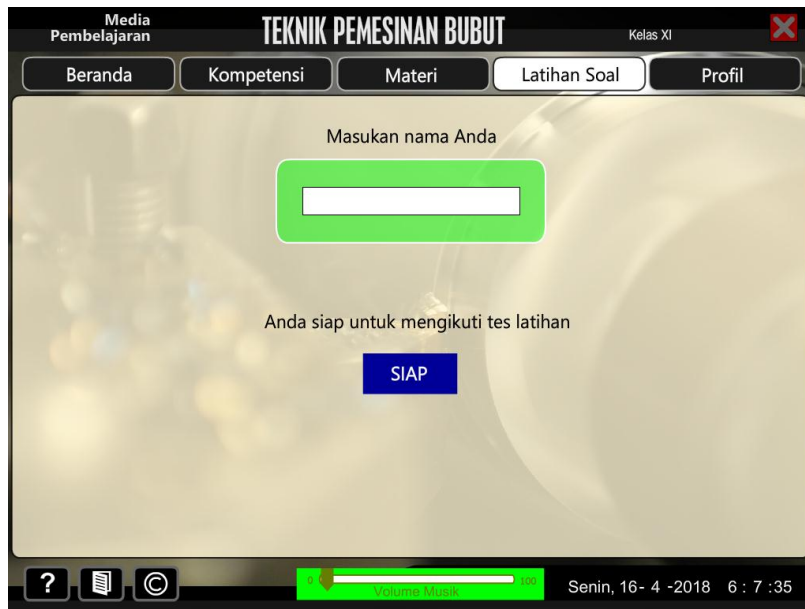 Media
Pembelajaran
TEKNIK PEMESINAN BUBUT
Kelas XI
Beranda
Kompetensi
Materi
Latihan Soal
Profil
Masukan nama Anda
Anda siap untuk mengikuti tes latihan
SIAP
?
©
0
100
Volume Musik
Senin, 16- 4 -2018 6 : 7 :35